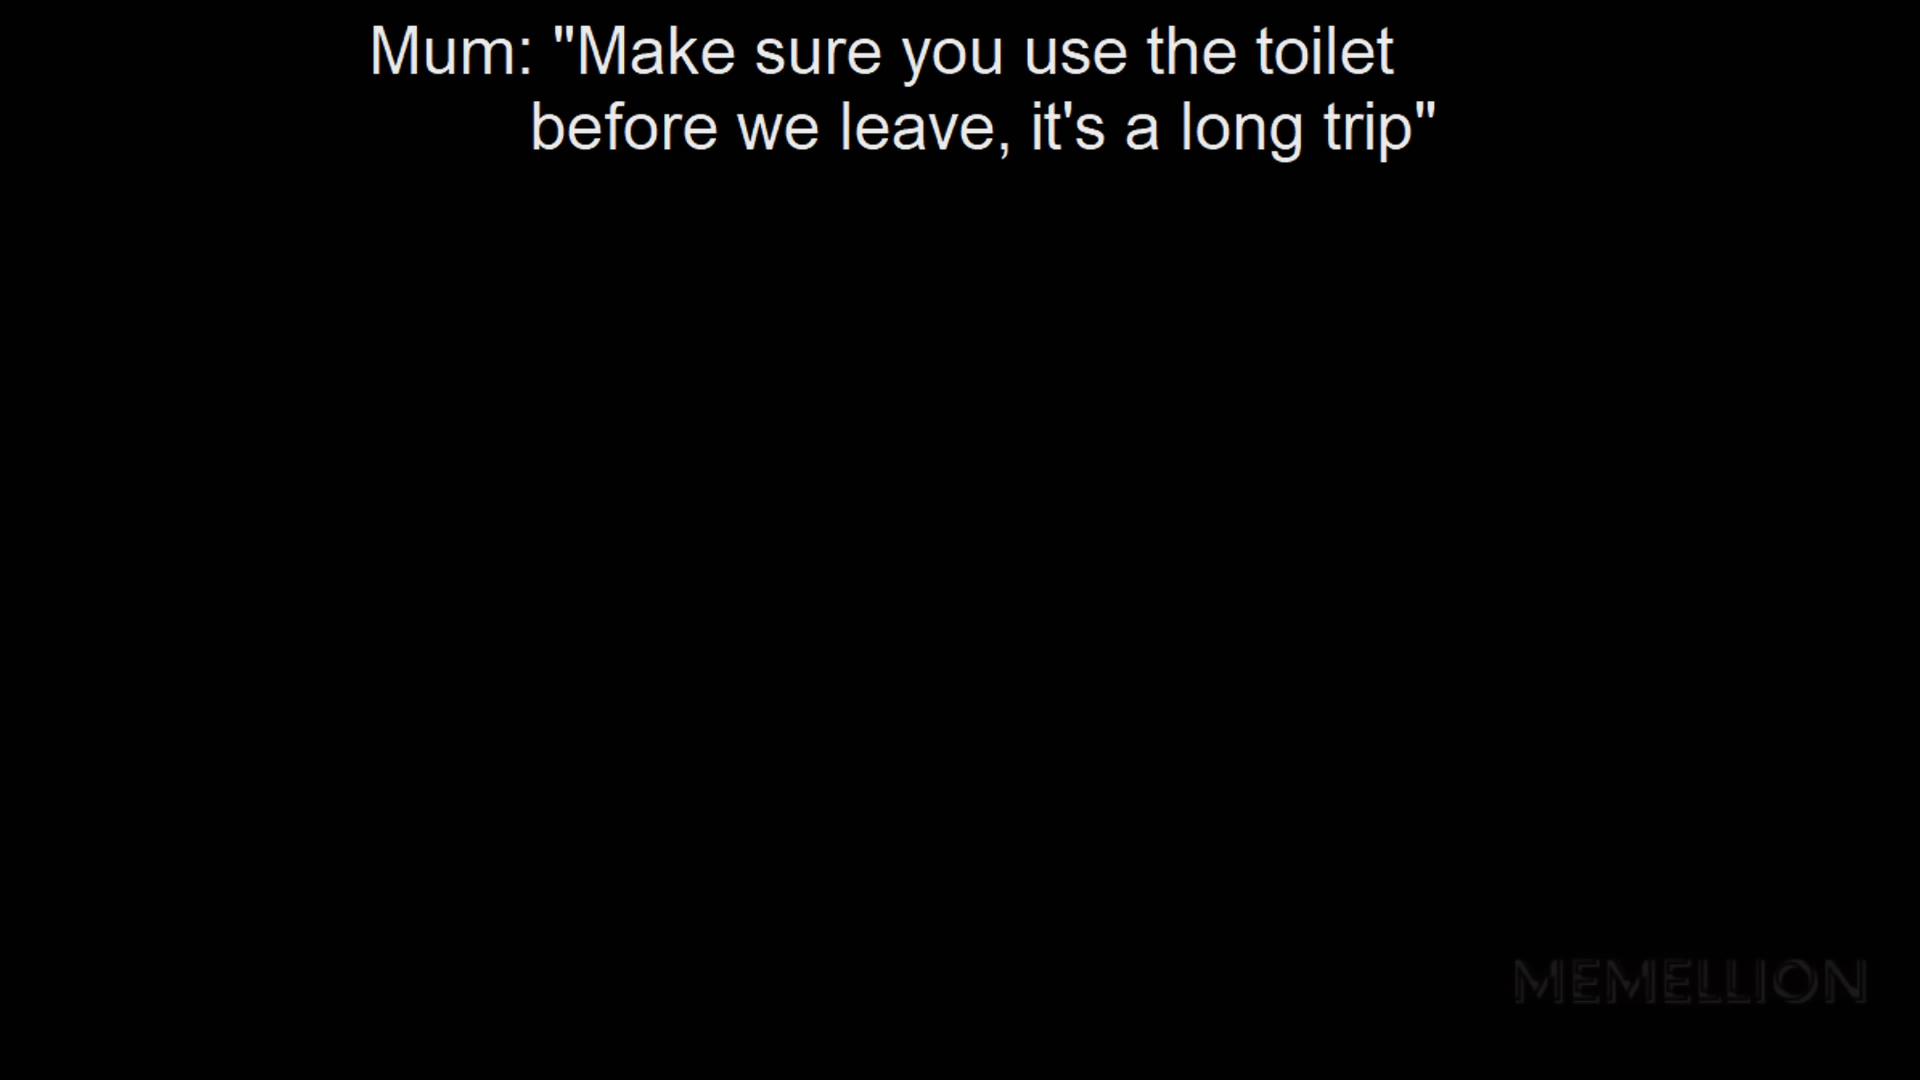 Mum: "Make sure you use the toilet
before we leave, it's a long trip"
MEMELLION